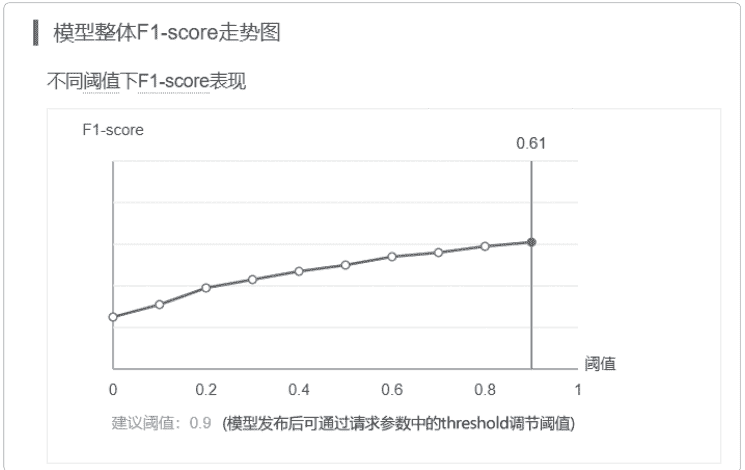 模型整体F1-score走势图
不同阈值下F1-score表现
F1-score
0.61
阈值
0 0.2 0.4 0.6 0.8 1
建议阈值：0.9 (模型发布后可通过请求参数中的threshold调节阈值)